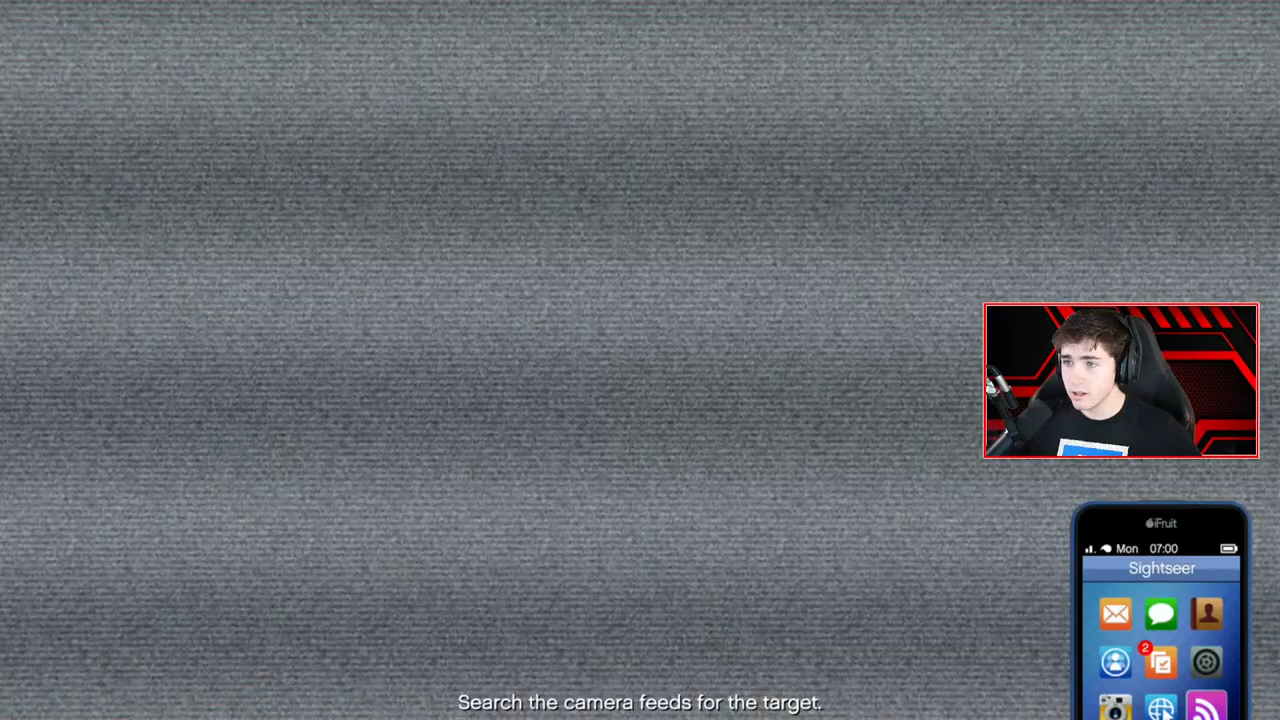 iFruit
Mon 07:00
Sightseer
2
Search the camera feeds for the target.